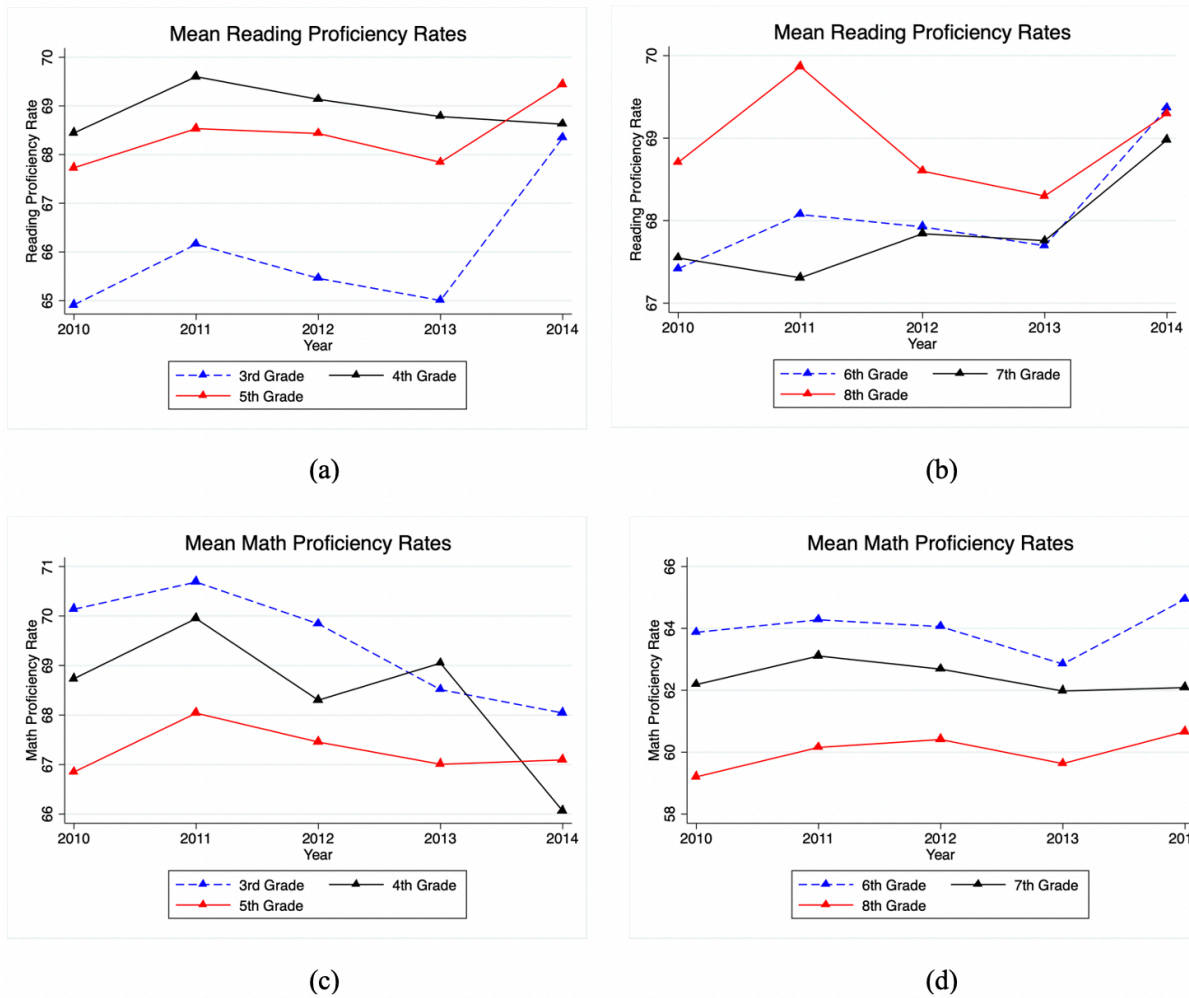 Mean Reading Proficiency Rates
Reading Proficiency Rate
70
69
68
67
66
65
2010 2011 2012 2013 2014
Year
3rd Grade 4th Grade
5th Grade
(a)
Mean Reading Proficiency Rates
Reading Proficiency Rate
70
69
68
67
2010 2011 2012 2013 2014
Year
6th Grade 7th Grade
8th Grade
(b)
Mean Math Proficiency Rates
Math Proficiency Rate
71
70
69
68
67
66
2010 2011 2012 2013 2014
Year
3rd Grade 4th Grade
5th Grade
(c)
Mean Math Proficiency Rates
Math Proficiency Rate
66
64
62
60
58
2010 2011 2012 2013 201
Year
6th Grade 7th Grade
8th Grade
(d)